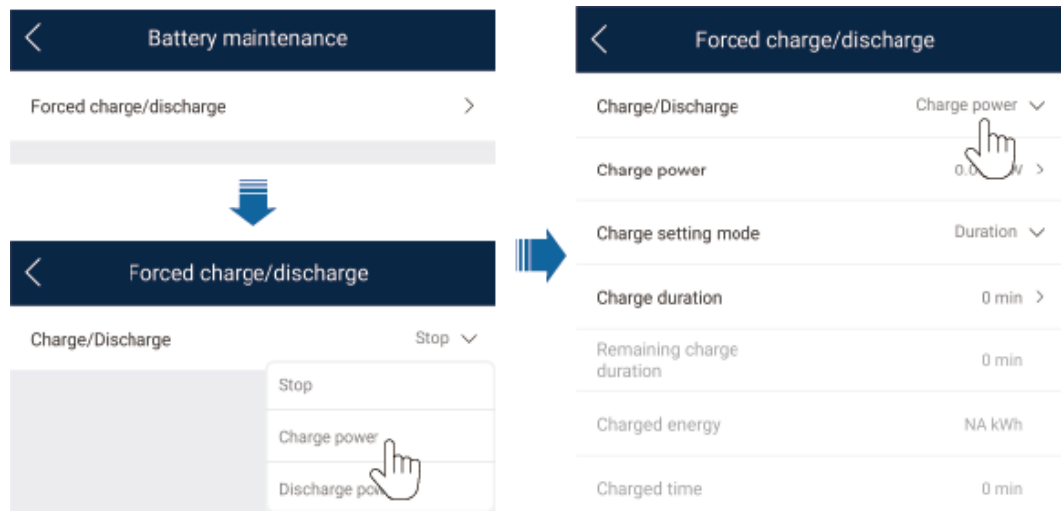 Battery maintenance
Forced charge/discharge
Forced charge/discharge
Charge/Discharge Stop
Stop
Charge power
Discharge
Forced charge/discharge
Charge/Discharge Charge power
Charge power
Charge setting mode Duration
Charge duration 0 min
Remaining charge
duration 0 min
Charged energy NA kWh
Charged time 0 min